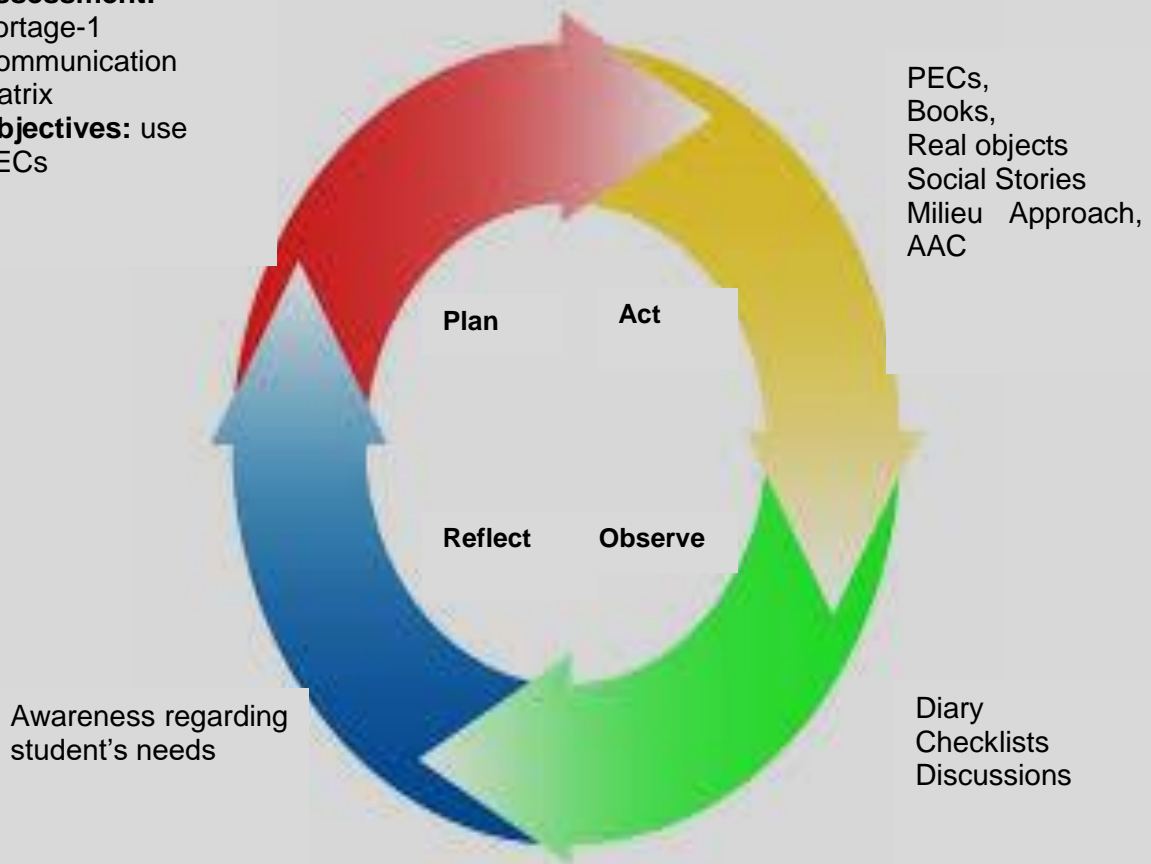 ssessment:
ortage-1
ommunication
atrix
bjectives: use
ECs
PECs,
Books,
Real objects
Social Stories
Milieu Approach,
AAC
Plan
Act
Reflect
Observe
Awareness regarding
student's needs
Diary
Checklists
Discussions